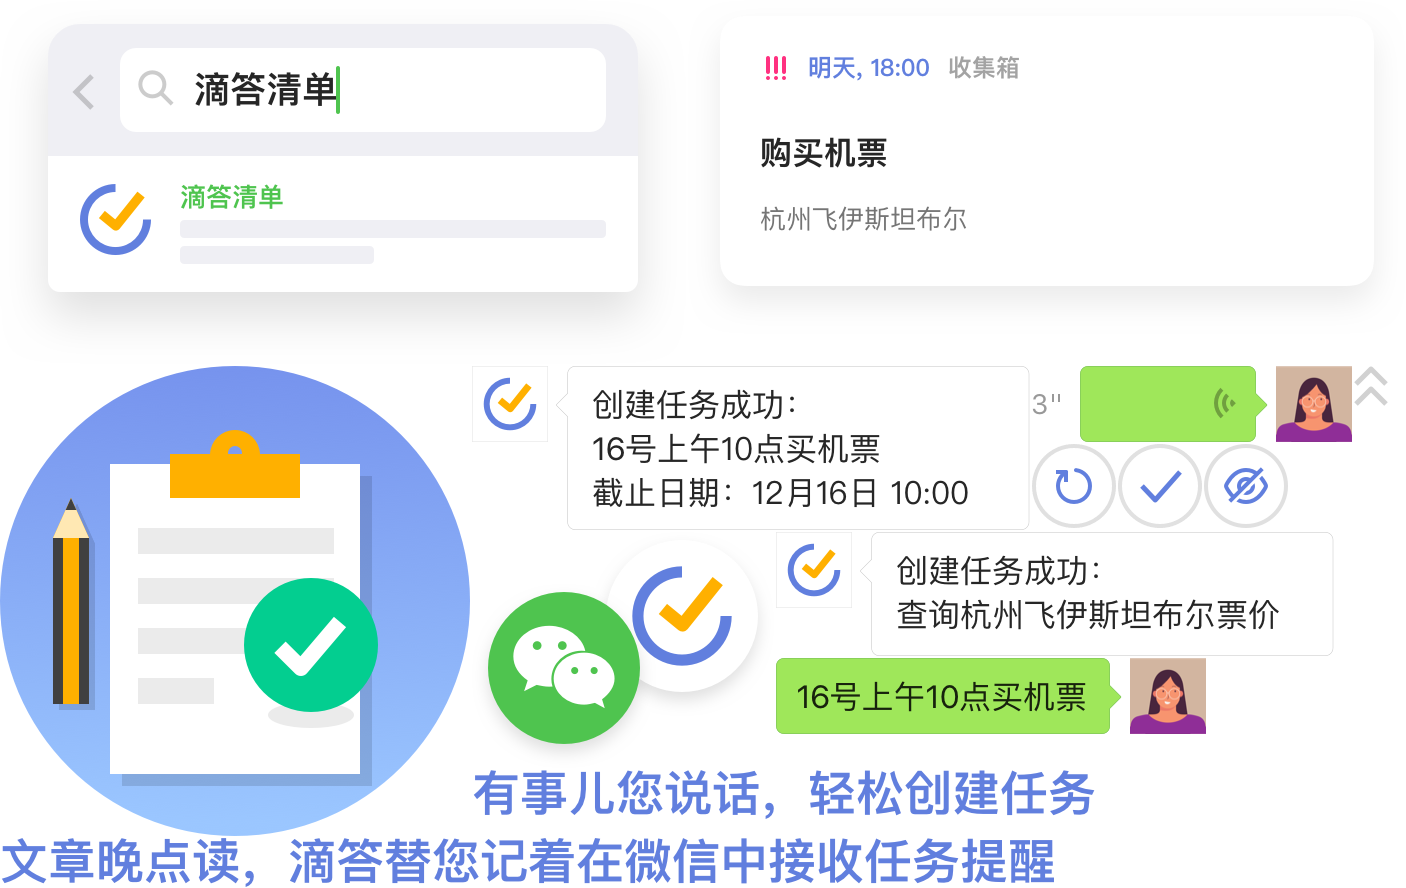 滴答清单
滴答清单
明天, 18:00 收集箱
购买机票
杭州飞伊斯坦布尔
创建任务成功：
16号上午10点买机票
截止日期：12月16日 10:00
3"
创建任务成功：
查询杭州飞伊斯坦布尔票价
16号上午10点买机票
有事儿您说话，轻松创建任务
文章晚点读，滴答替您记着在微信中接收任务提醒